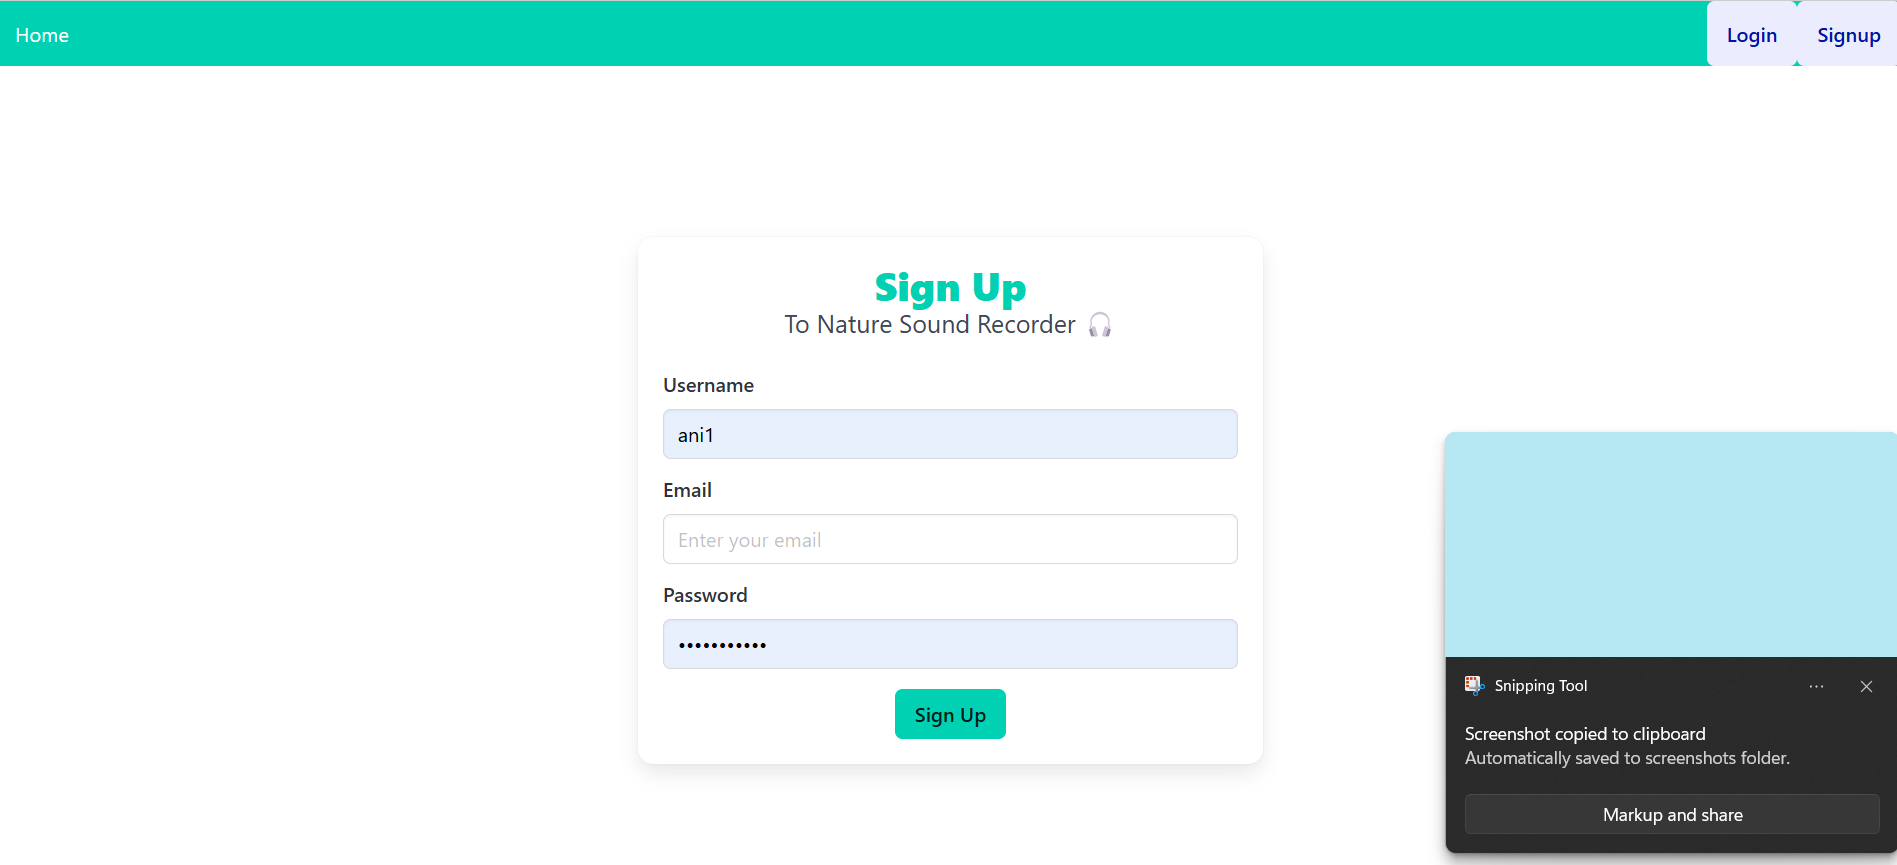 Home
Login
Signup
Sign Up
To Nature Sound Recorder 🎧
Username
ani1
Email
Enter your email
Password
•••••••••••
Sign Up
Snipping Tool
Screenshot copied to clipboard
Automatically saved to screenshots folder.
Markup and share